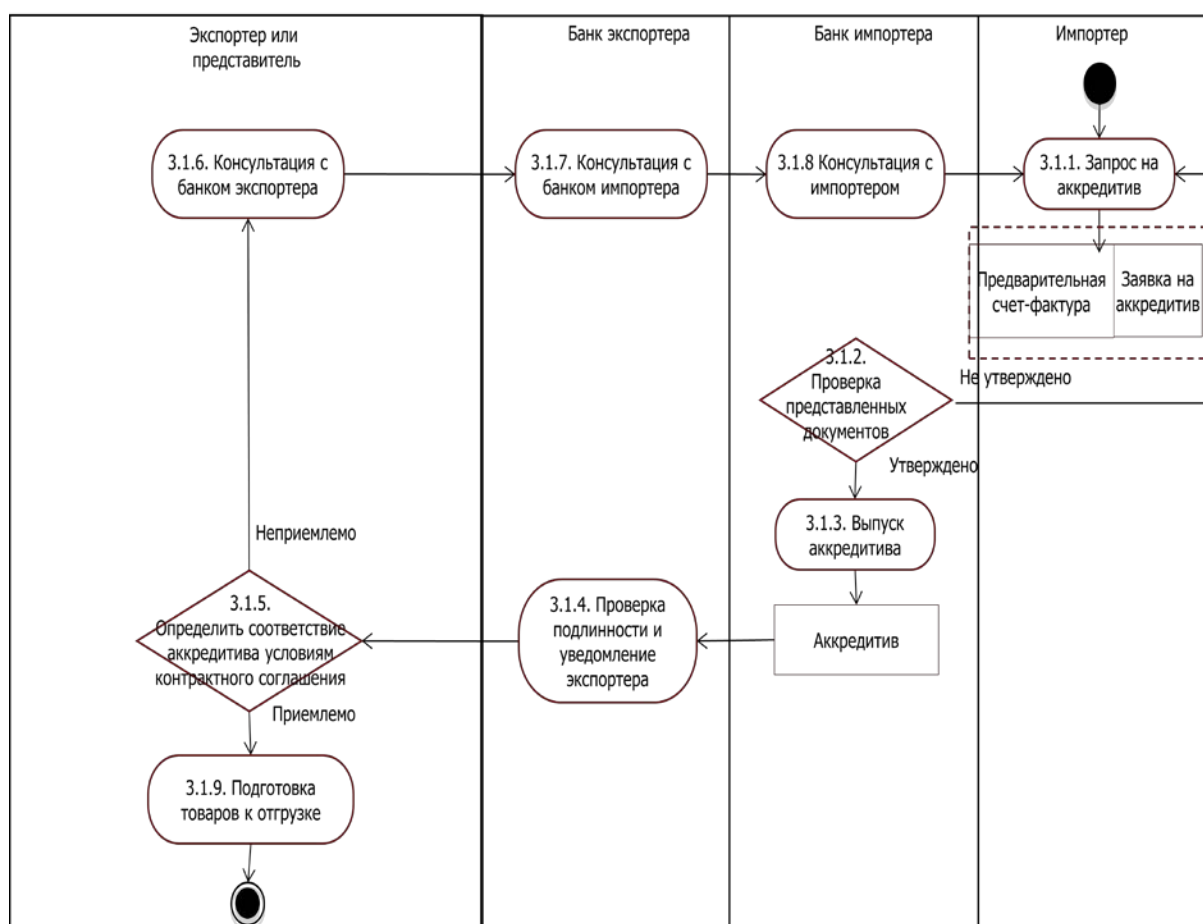 Экспортер или
представитель
Банк экспортера
Банк импортера
Импортер
3.1.6. Консультация с
банком экспортера
3.1.7. Консультация с
банком импортера
3.1.8 Консультация с
импортером
3.1.1. Запрос на
аккредитив
Предварительная
счет-фактура
Заявка на
аккредитив
3.1.2.
Проверка
представленных
документов
Не утверждено
Утверждено
3.1.3. Выпуск
аккредитива
Аккредитив
3.1.4. Проверка
подлинности и
уведомление
экспортера
Неприемлемо
3.1.5.
Определить соответствие
аккредитива условиям
контрактного соглашения
Приемлемо
3.1.9. Подготовка
товаров к отгрузке